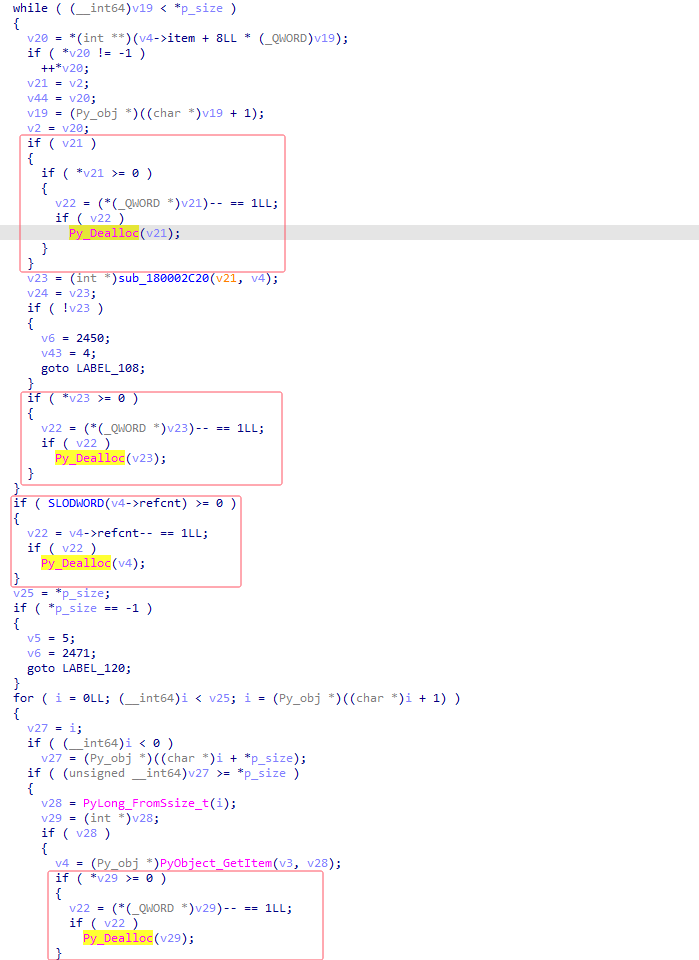 while ( (__int64)v19 < *p_size )
{
v20 = *(int **)(v4->item + 8LL * (_QWORD)v19);
if ( *v20 != -1 )
++*v20;
v21 = v2;
v44 = v20;
v19 = (Py_obj *)((char *)v19 + 1);
v2 = v20;
if ( v21 )
{
if ( *v21 >= 0 )
{
v22 = (*(_QWORD *)v21)-- == 1LL;
if ( v22 )
Py_Dealloc(v21);
}
}
v23 = (int *)sub_180002C20(v21, v4);
v24 = v23;
if ( !v23 )
{
v6 = 2450;
v43 = 4;
goto LABEL_108;
}
if ( *v23 >= 0 )
{
v22 = (*(_QWORD *)v23)-- == 1LL;
if ( v22 )
Py_Dealloc(v23);
}
}
if ( SLODWORD(v4->refcnt) >= 0 )
{
v22 = v4->refcnt-- == 1LL;
if ( v22 )
Py_Dealloc(v4);
}
v25 = *p_size;
if ( *p_size == -1 )
{
v5 = 5;
v6 = 2471;
goto LABEL_120;
}
for ( i = 0LL; (__int64)i < v25; i = (Py_obj *)((char *)i + 1) )
{
v27 = i;
if ( (__int64)i < 0 )
v27 = (Py_obj *)((char *)i + *p_size);
if ( (unsigned __int64)v27 >= *p_size )
{
v28 = PyLong_FromSsize_t(i);
v29 = (int *)v28;
if ( v28 )
{
v4 = (Py_obj *)PyObject_GetItem(v3, v28);
if ( *v29 >= 0 )
{
v22 = (*(_QWORD *)v29)-- == 1LL;
if ( v22 )
Py_Dealloc(v29);
}